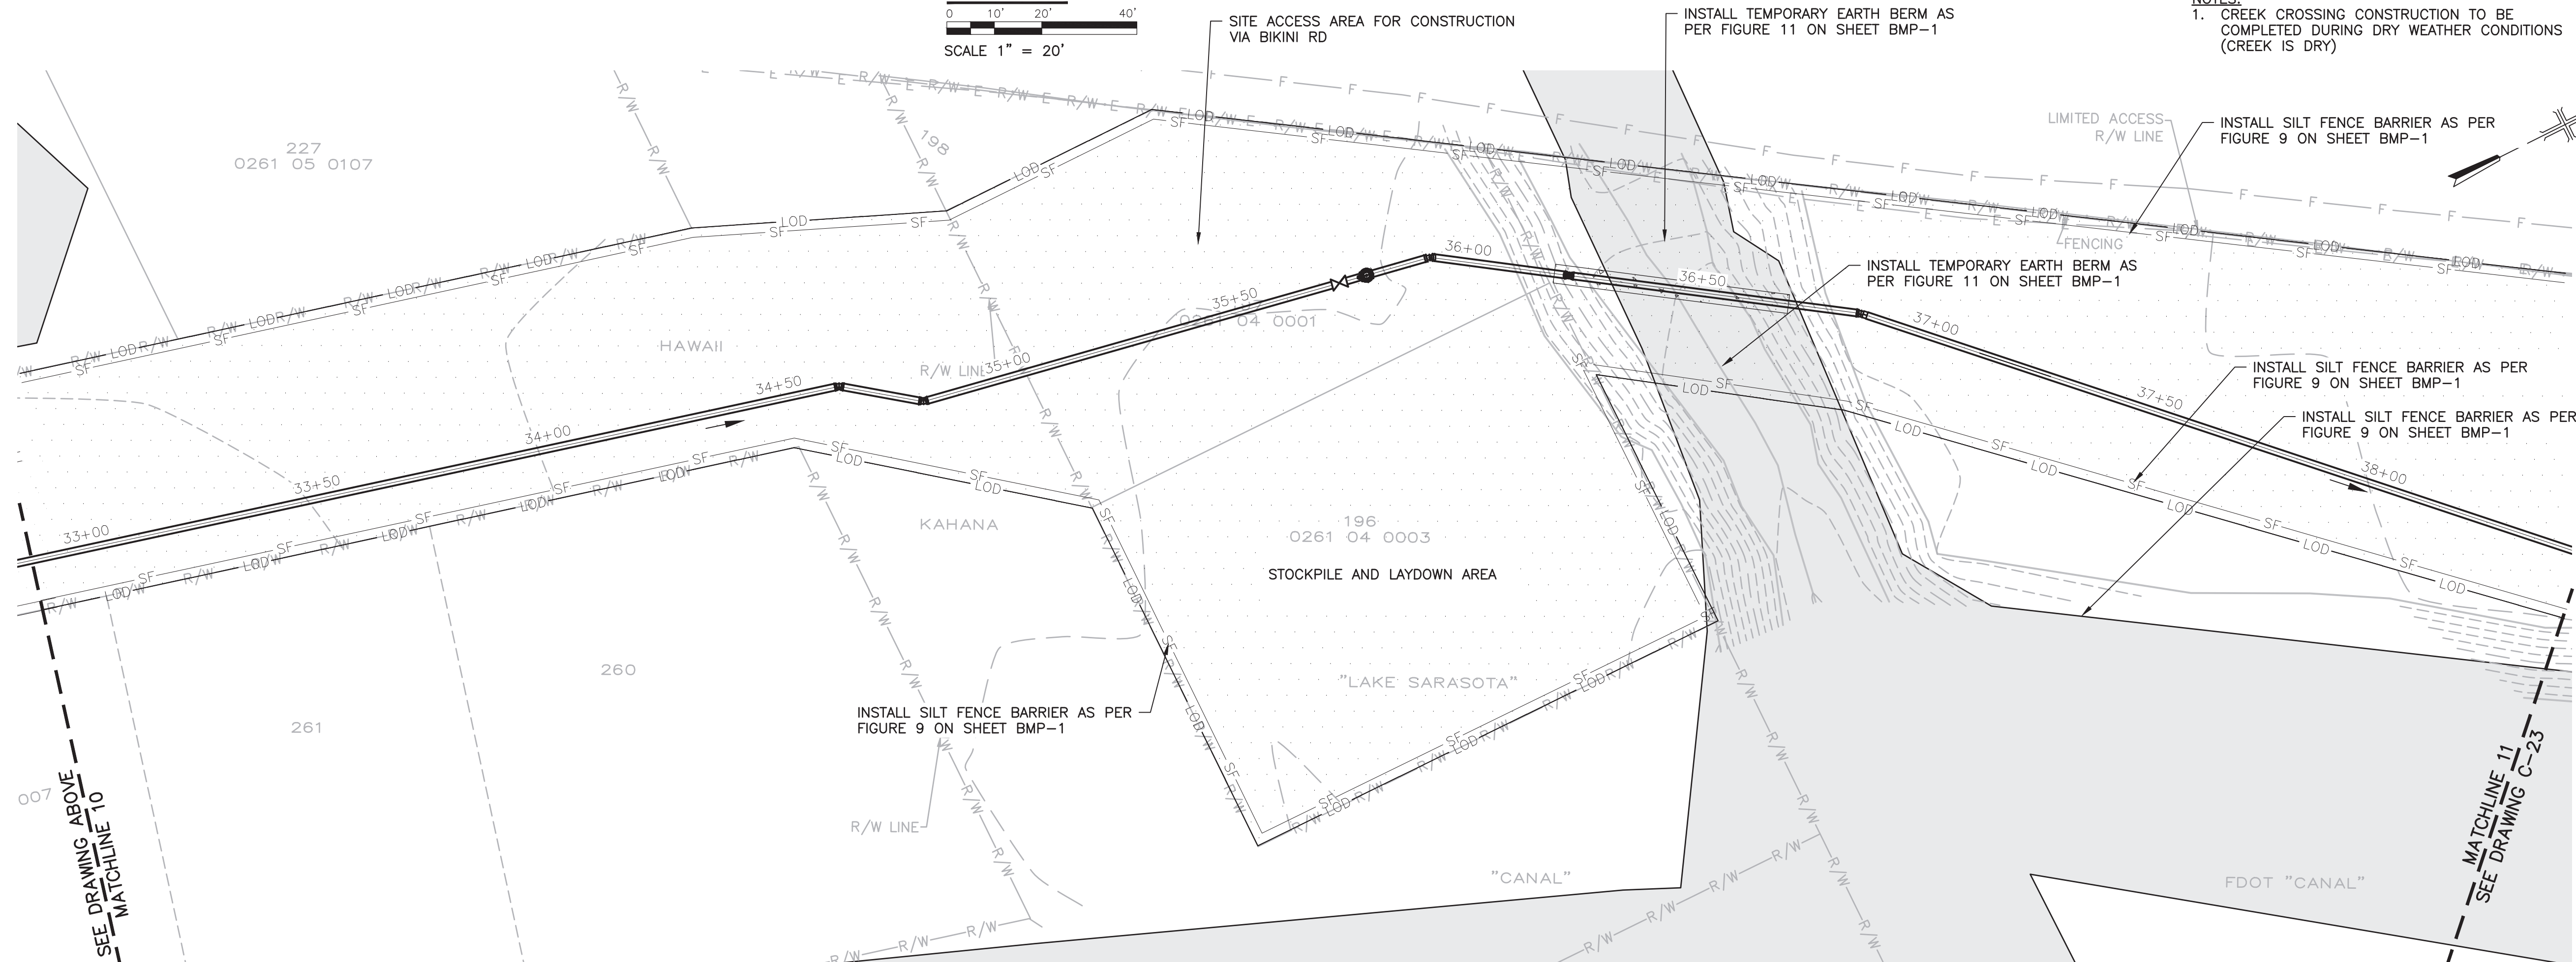 0 10' 20' 40'
SCALE 1" = 20'
SITE ACCESS AREA FOR CONSTRUCTION
VIA BIKINI RD
INSTALL TEMPORARY EARTH BERM AS
PER FIGURE 11 ON SHEET BMP-1
NOTES:
1. CREEK CROSSING CONSTRUCTION TO BE
COMPLETED DURING DRY WEATHER CONDITIONS
(CREEK IS DRY)
LIMITED ACCESS
R/W LINE
INSTALL SILT FENCE BARRIER AS PER
FIGURE 9 ON SHEET BMP-1
227
0261 05 0107
198
FENCING
INSTALL TEMPORARY EARTH BERM AS
PER FIGURE 11 ON SHEET BMP-1
36+00
36+50
37+00
35+50
0261 04 0001
HAWAII
R/W LINE
35+00
34+50
34+00
33+50
33+00
37+50
38+00
INSTALL SILT FENCE BARRIER AS PER
FIGURE 9 ON SHEET BMP-1
INSTALL SILT FENCE BARRIER AS PER
FIGURE 9 ON SHEET BMP-1
KAHANA
196
0261 04 0003
STOCKPILE AND LAYDOWN AREA
260
261
"LAKE SARASOTA"
INSTALL SILT FENCE BARRIER AS PER
FIGURE 9 ON SHEET BMP-1
007
R/W LINE
SEE DRAWING ABOVE
MATCHLINE 10
"CANAL"
FDOT "CANAL"
MATCHLINE 11
SEE DRAWING C-23